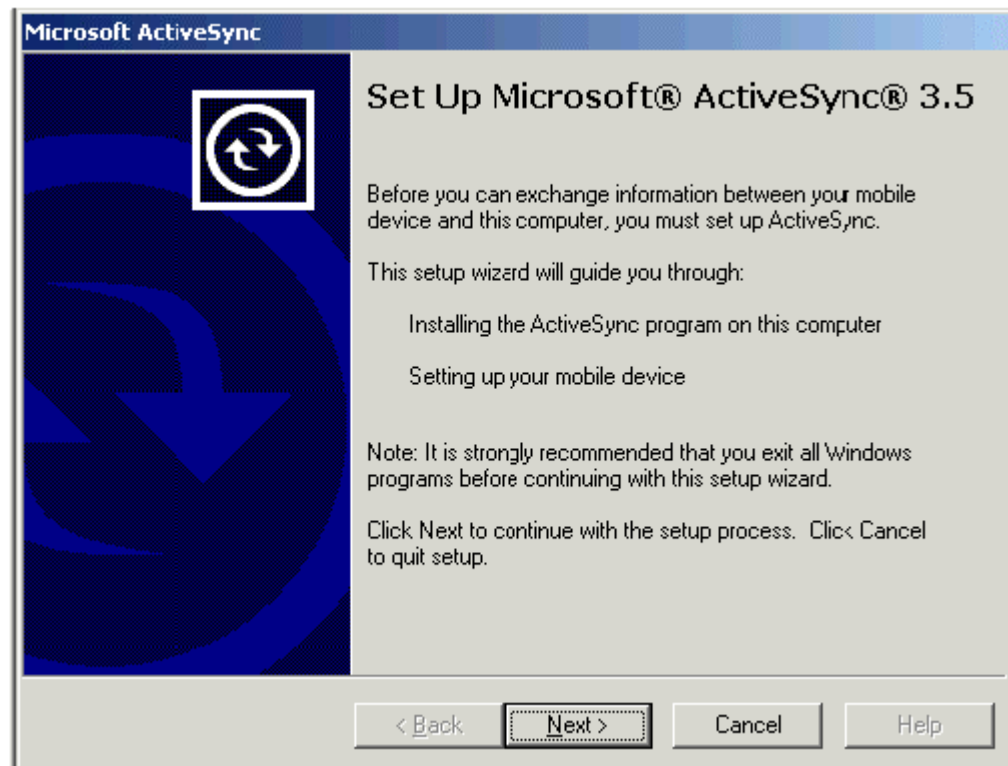 Microsoft ActiveSync
Set Up Microsoft® ActiveSync® 3.5
Before you can exchange information between your mobile
device and this computer, you must set up ActiveSync.
This setup wizard will guide you through:
Installing the ActiveSync program on this computer
Setting up your mobile device
Note: It is strongly recommended that you exit all Windows
programs before continuing with this setup wizard.
Click Next to continue with the setup process.  Click Cancel
to quit setup.
< Back
Next >
Cancel
Help